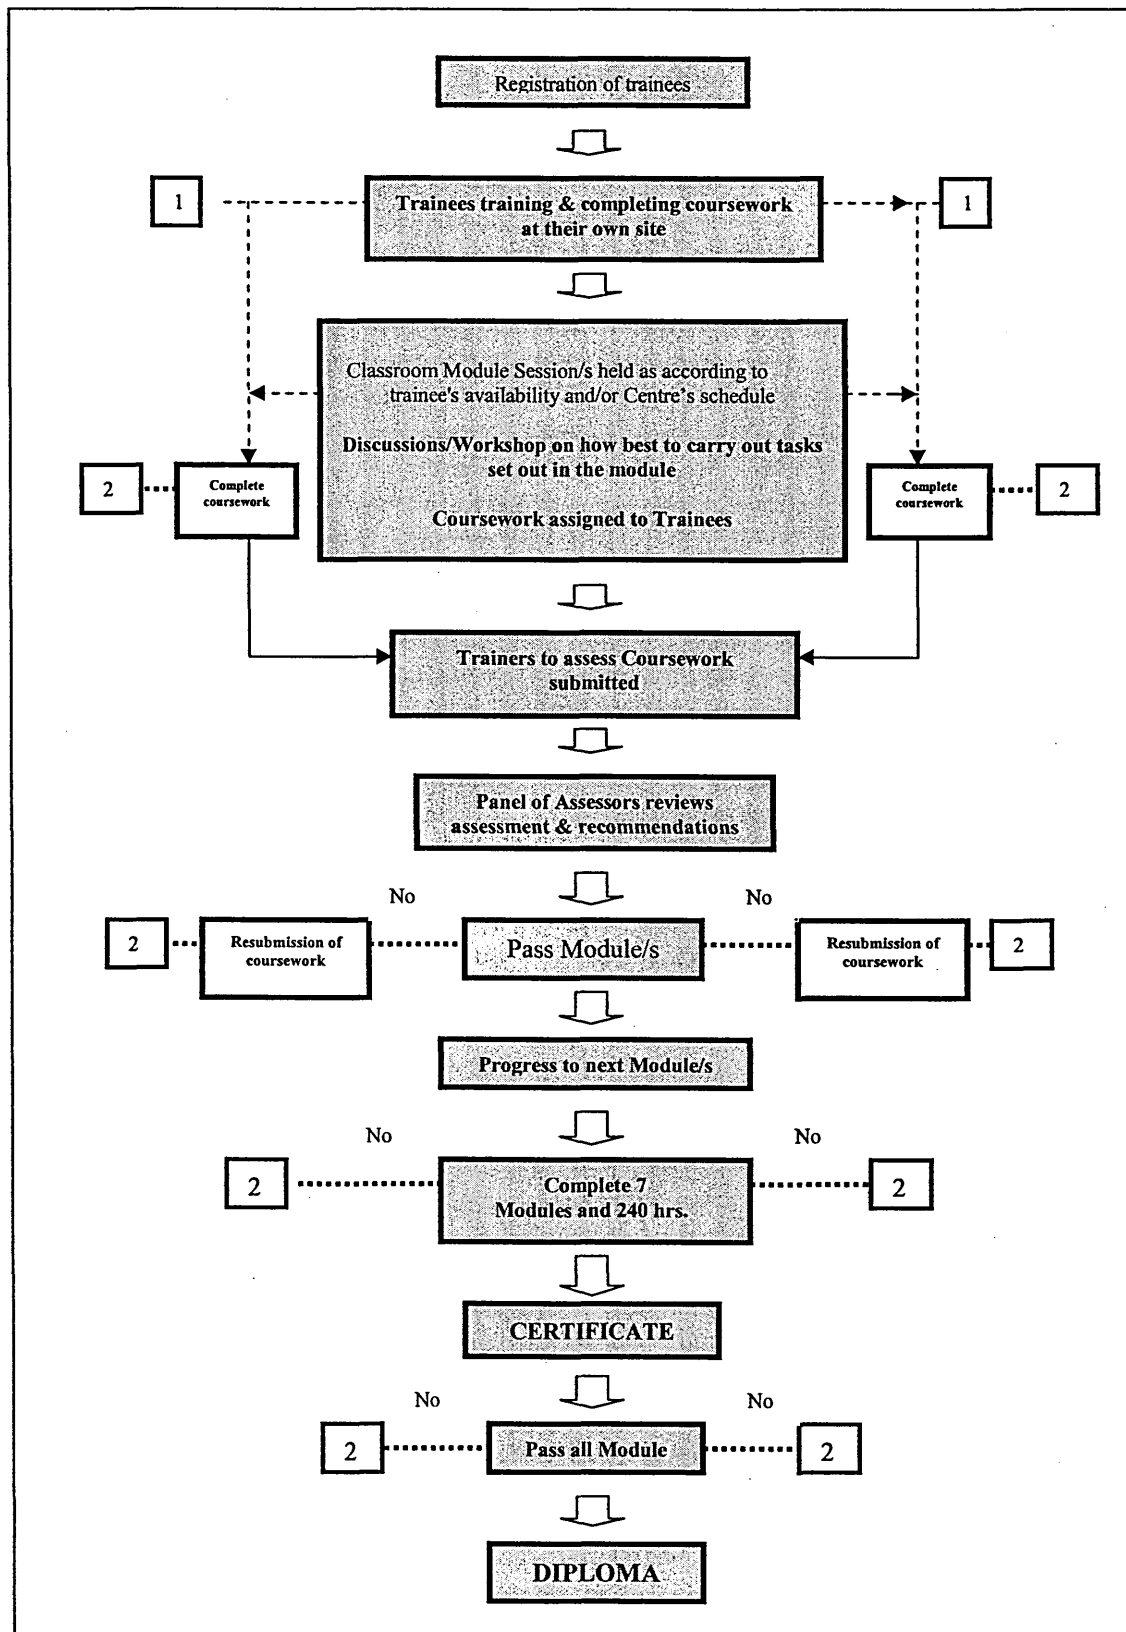 Registration of trainees
1
Trainees training & completing coursework
at their own site
1
Classroom Module Session/s held as according to
trainee's availability and/or Centre's schedule
Discussions/Workshop on how best to carry out tasks
set out in the module
Coursework assigned to Trainees
2
Complete
coursework
Complete
coursework
2
Trainers to assess Coursework
submitted
Panel of Assessors reviews
assessment & recommendations
No
No
2
Resubmission of
coursework
Pass Module/s
Resubmission of
coursework
2
Progress to next Module/s
No
No
2
Complete 7
Modules and 240 hrs.
2
CERTIFICATE
No
No
2
Pass all Module
2
DIPLOMA